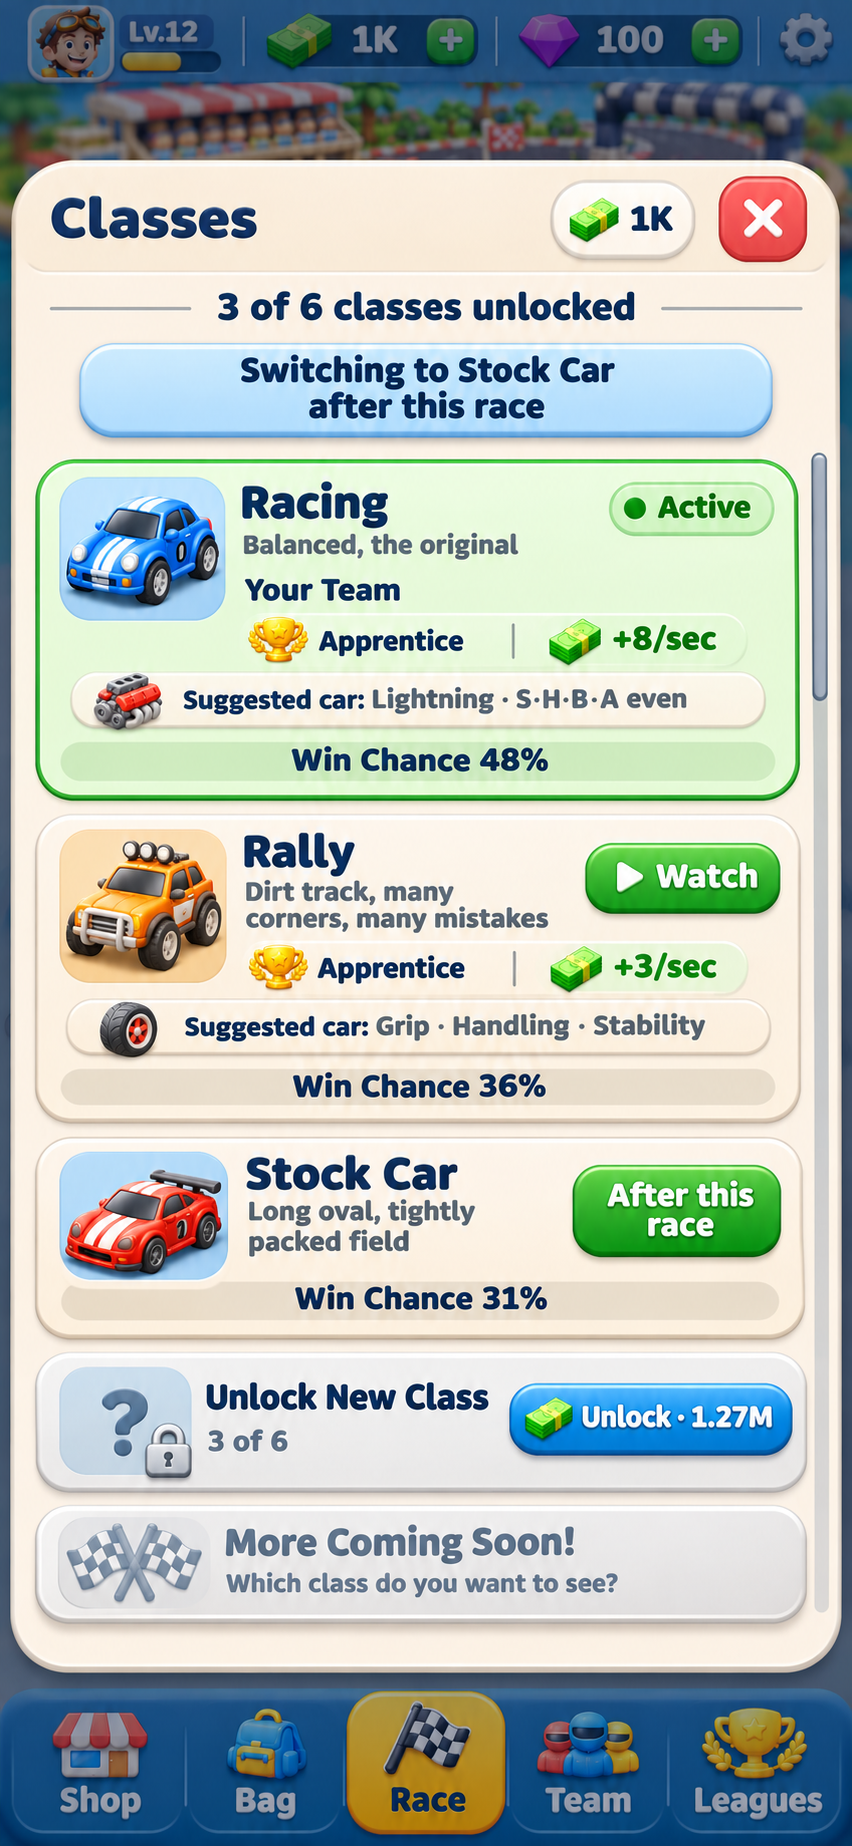 Lv.12
1K
100
Classes
1K
3 of 6 classes unlocked
Switching to Stock Car
after this race
Racing
Active
Balanced, the original
Your Team
Apprentice
+8/sec
Suggested car: Lightning · S·H·B·A even
Win Chance 48%
Rally
Watch
Dirt track, many
corners, many mistakes
Apprentice
+3/sec
Suggested car: Grip · Handling · Stability
Win Chance 36%
Stock Car
Long oval, tightly
packed field
After this
race
Win Chance 31%
Unlock New Class
3 of 6
Unlock · 1.27M
More Coming Soon!
Which class do you want to see?
Shop
Bag
Race
Team
Leagues